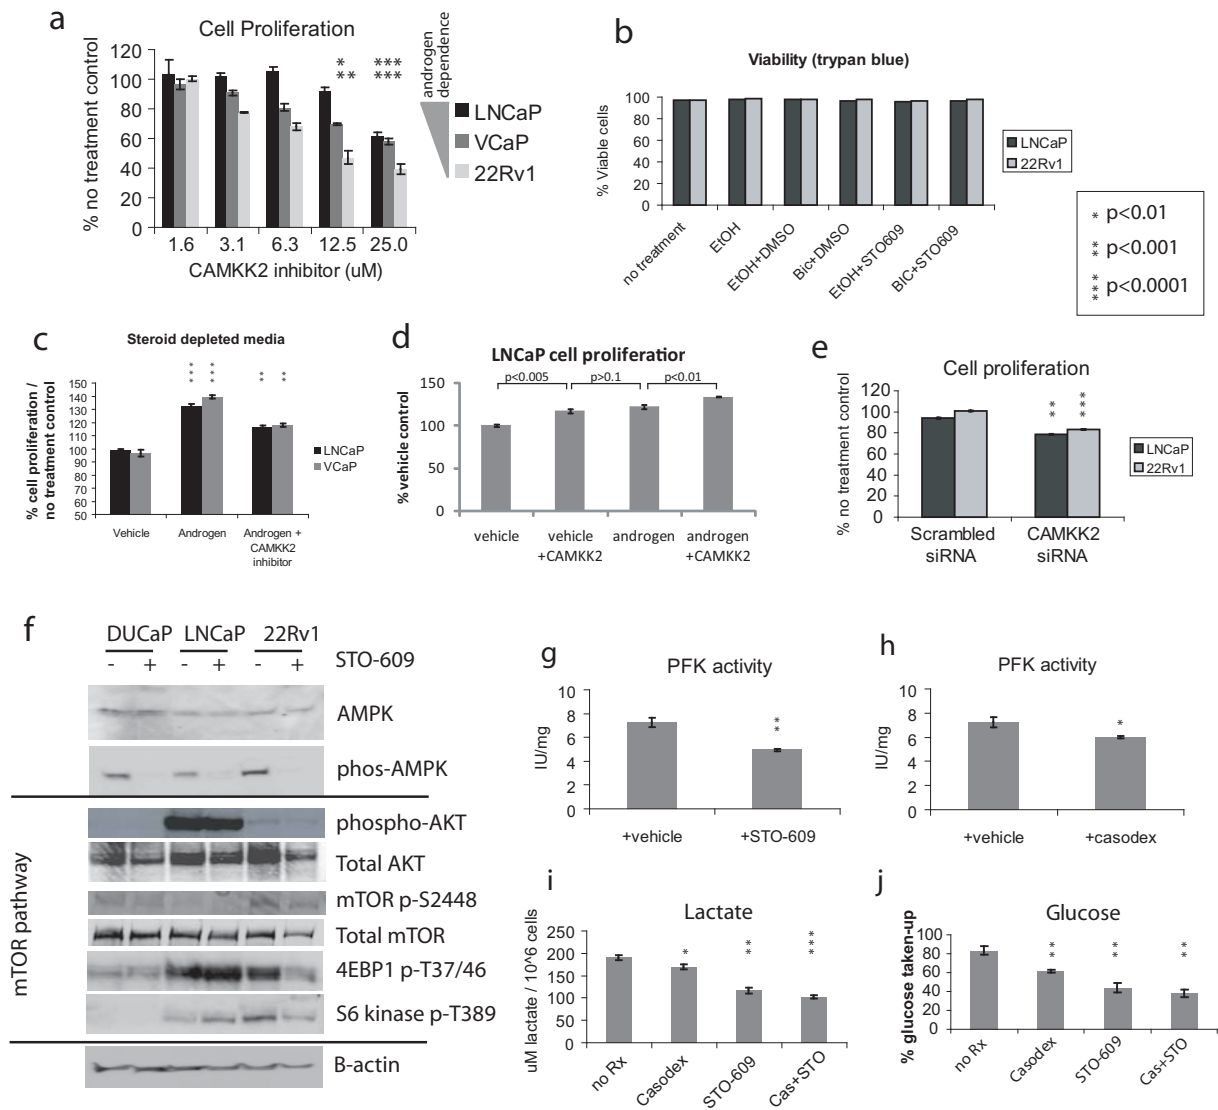 a
Cell Proliferation
% no treatment control
120
100
80
60
40
20
0
*
**
***
***
1.6 3.1 6.3 12.5 25.0
CAMKK2 inhibitor (uM)
androgen
dependence
LNCaP
VCaP
22Rv1
b
Viability (trypan blue)
% Viable cells
100
80
60
40
20
0
no treatment
EtOH
EtOH+DMSO
Bic+DMSO
EtOH+STO609
BIC+STO609
LNCaP
22Rv1
* p<0.01
** p<0.001
*** p<0.0001
c
Steroid depleted media
% cell proliferation /
no treatment control
150
140
130
120
110
100
90
80
70
60
50
*** *** ** **
Vehicle Androgen Androgen +
CAMKK2
inhibitor
LNCaP
VCaP
d
LNCaP cell proliferatior
% vehicle control
150
100
50
0
p<0.005 p>0.1 p<0.01
vehicle vehicle androgen androgen
+CAMKK2 +CAMKK2
e
Cell proliferation
% no treatment control
120
100
80
60
40
20
0
** ***
Scrambled CAMKK2
siRNA siRNA
LNCaP
22Rv1
f
DUCaP LNCaP 22Rv1
- + - + - + STO-609
AMPK
phos-AMPK
mTOR pathway
phospho-AKT
Total AKT
mTOR p-S2448
Total mTOR
4EBP1 p-T37/46
S6 kinase p-T389
B-actin
g
PFK activity
IU/mg
10
8
6
4
2
0
**
+vehicle +STO-609
h
PFK activity
IU/mg
10
8
6
4
2
0
*
+vehicle +casodex
i
Lactate
uM lactate / 10^6 cells
250
200
150
100
50
0
* ** ***
no Rx
Casodex
STO-609
Cas+STO
j
Glucose
% glucose taken-up
100
80
60
40
20
0
** ** **
no Rx
Casodex
STO-609
Cas+STO